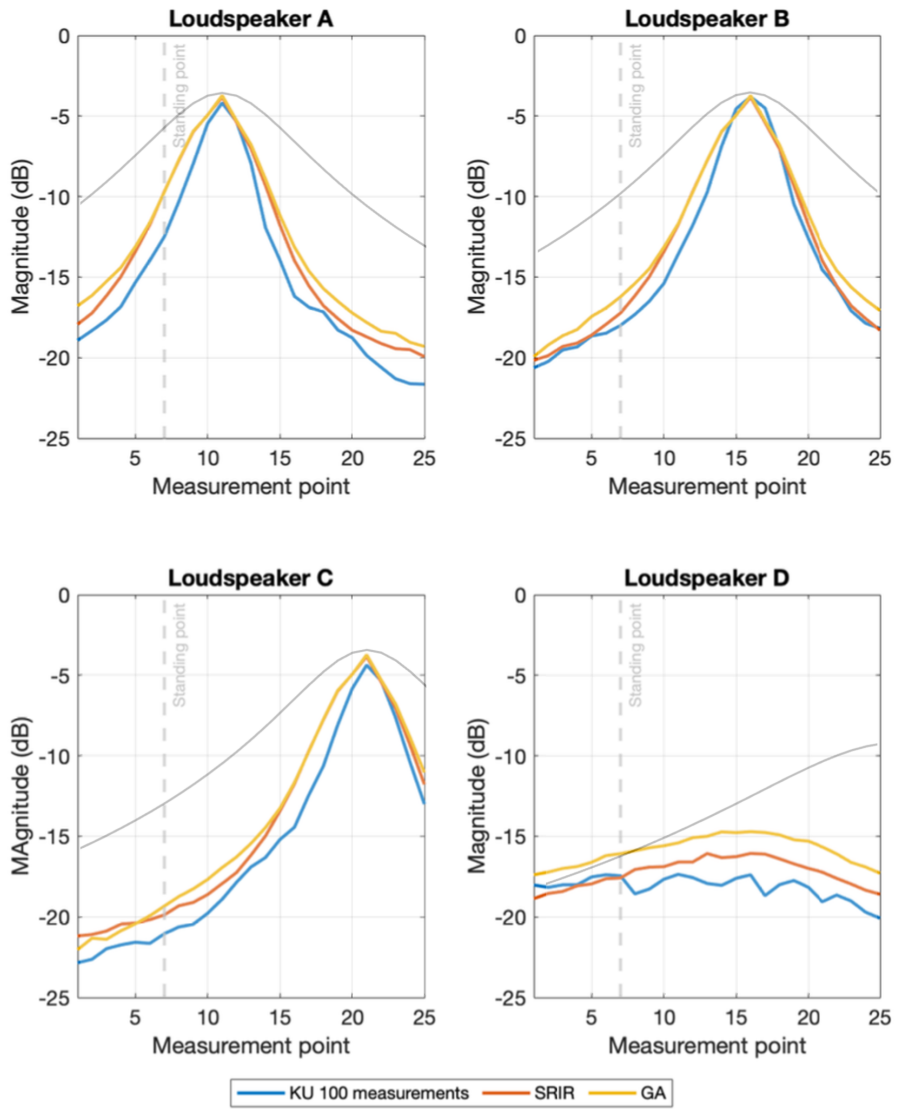 Loudspeaker A
0
-5
-10
-15
-20
-25
Magnitude (dB)
Standing point
5 10 15 20 25
Measurement point
Loudspeaker B
0
-5
-10
-15
-20
-25
Magnitude (dB)
Standing point
5 10 15 20 25
Measurement point
Loudspeaker C
0
-5
-10
-15
-20
-25
MAgnitude (dB)
Standing point
5 10 15 20 25
Measurement point
Loudspeaker D
0
-5
-10
-15
-20
-25
Magnitude (dB)
Standing point
5 10 15 20 25
Measurement point
KU 100 measurements SRIR GA